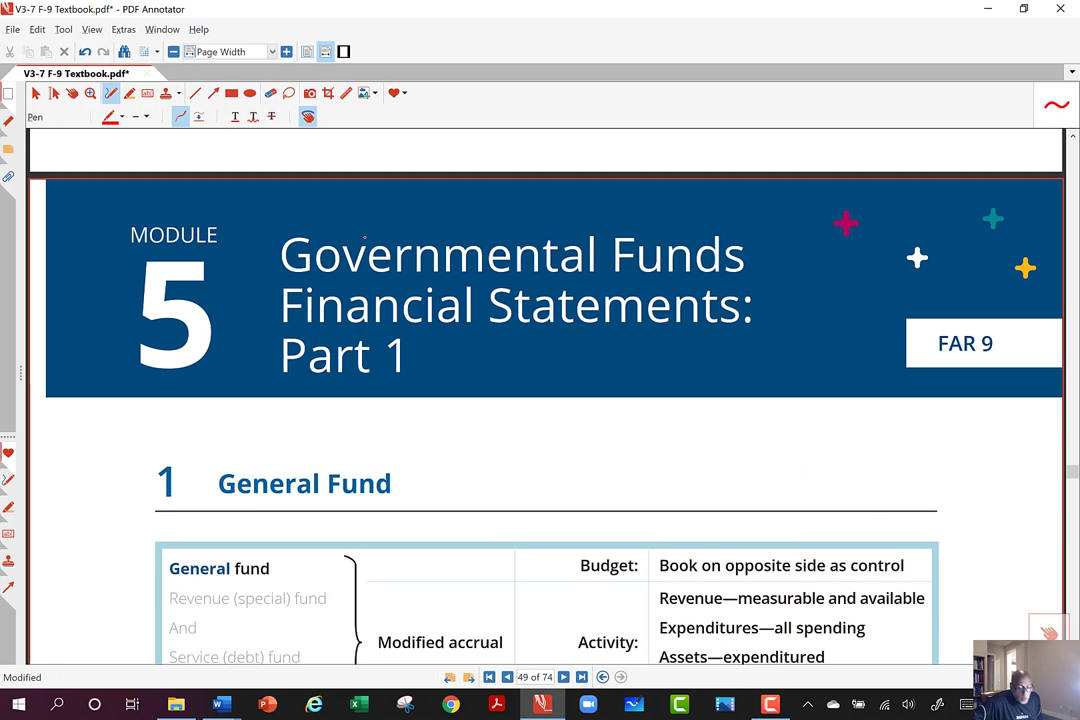 V3-7 F-9 Textbook.pdf* - PDF Annotator
File Edit Tool View Extras Window Help
Page Width
V3-7 F-9 Textbook.pdf*
Pen
MODULE
5
Governmental Funds
Financial Statements:
Part 1
FAR 9
1 General Fund
General fund
Revenue (special) fund
And
Service (debt) fund
Modified accrual
Budget: Book on opposite side as control
Activity: Revenue—measurable and available
Expenditures—all spending
Assets—expenditured
Modified
49 of 74